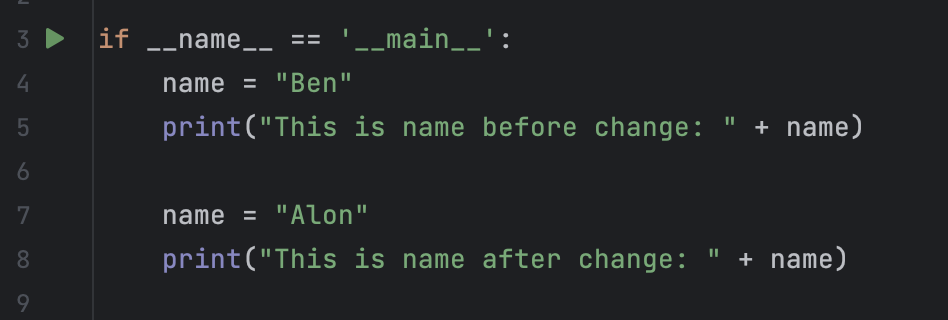 3 if __name__ == '__main__':
4     name = "Ben"
5     print("This is name before change: " + name)
6
7     name = "Alon"
8     print("This is name after change: " + name)
9